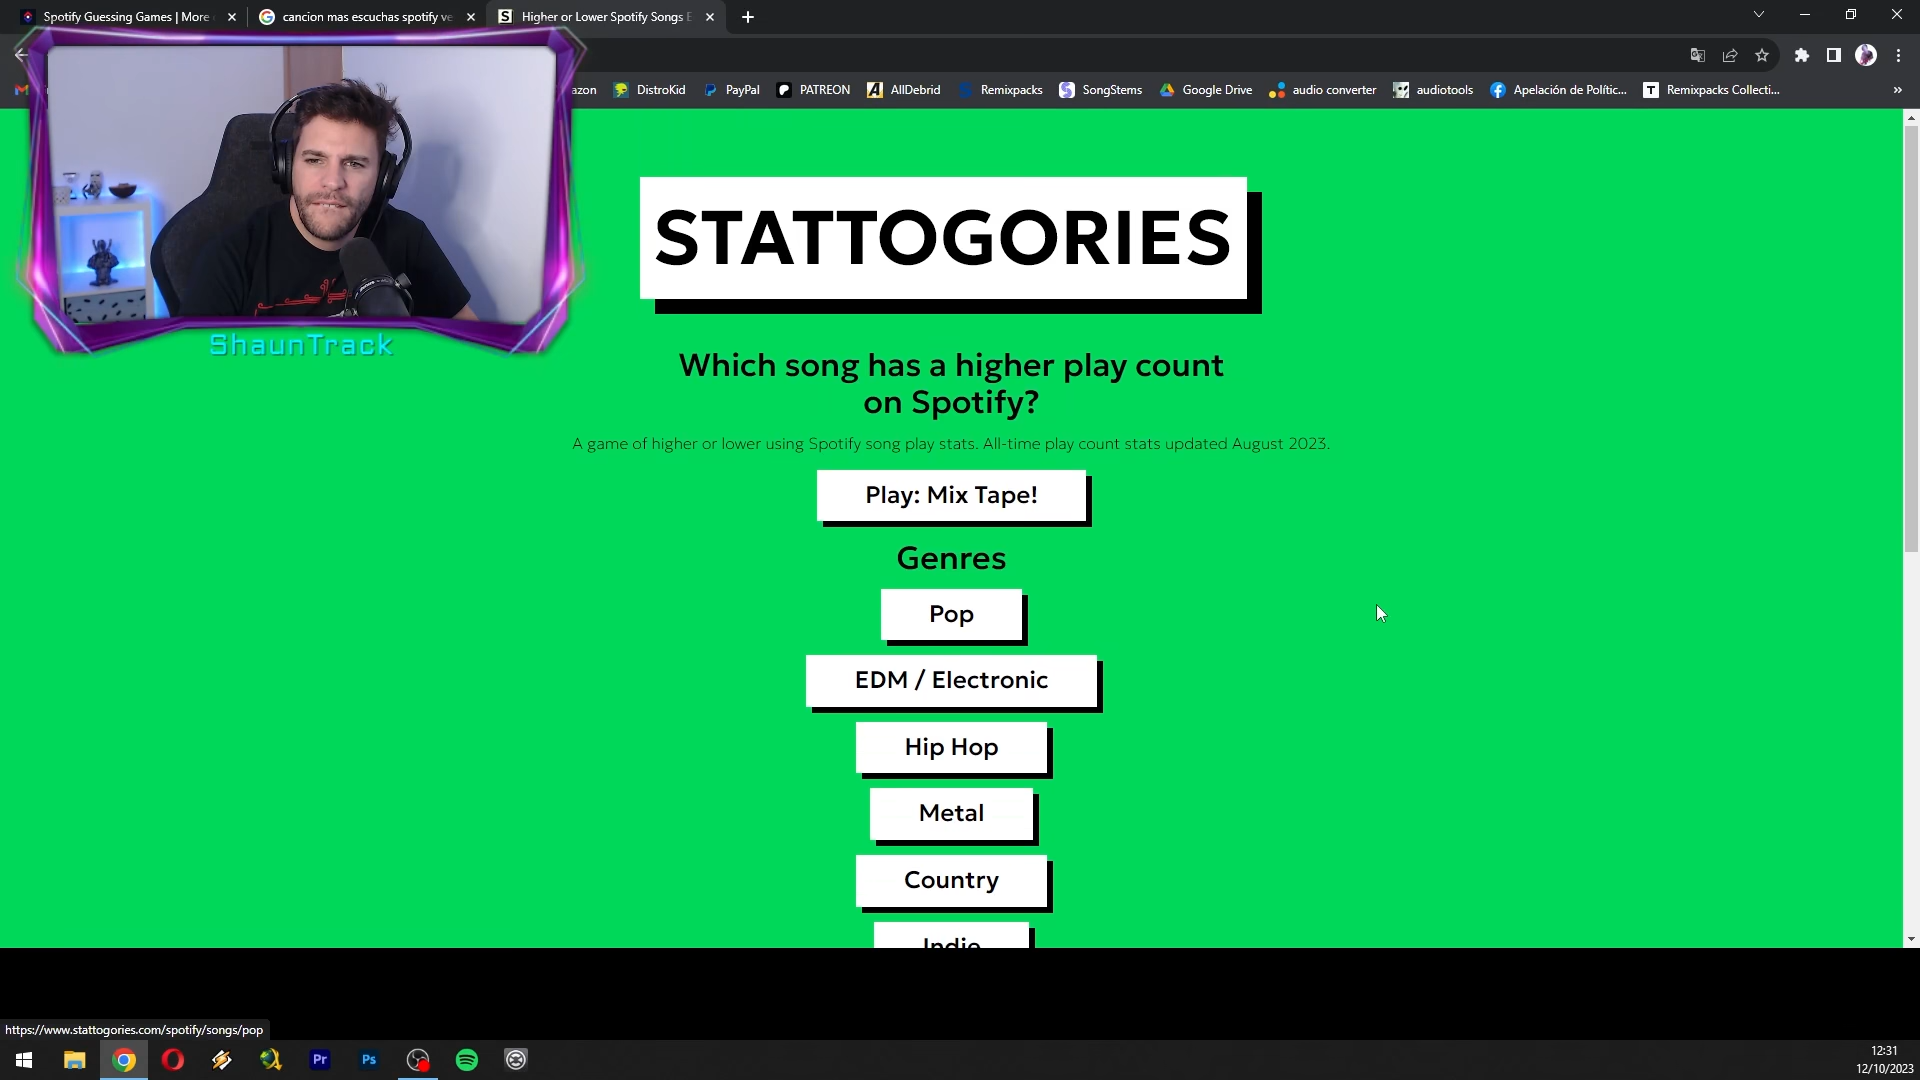 Spotify Guessing Games | More
cancion mas escuchas spotify ve
Higher or Lower Spotify Songs E
azon
DistroKid
PayPal
PATREON
AllDebrid
Remixpacks
SongStems
Google Drive
audio converter
audiotools
Apelación de Polític...
Remixpacks Collecti...
»
STATTOGORIES
ShaunTrack
Which song has a higher play count
on Spotify?
A game of higher or lower using Spotify song play stats. All-time play count stats updated August 2023.
Play: Mix Tape!
Genres
Pop
EDM / Electronic
Hip Hop
Metal
Country
Indie
https://www.stattogories.com/spotify/songs/pop
Pr
Ps
12:31
12/10/2023